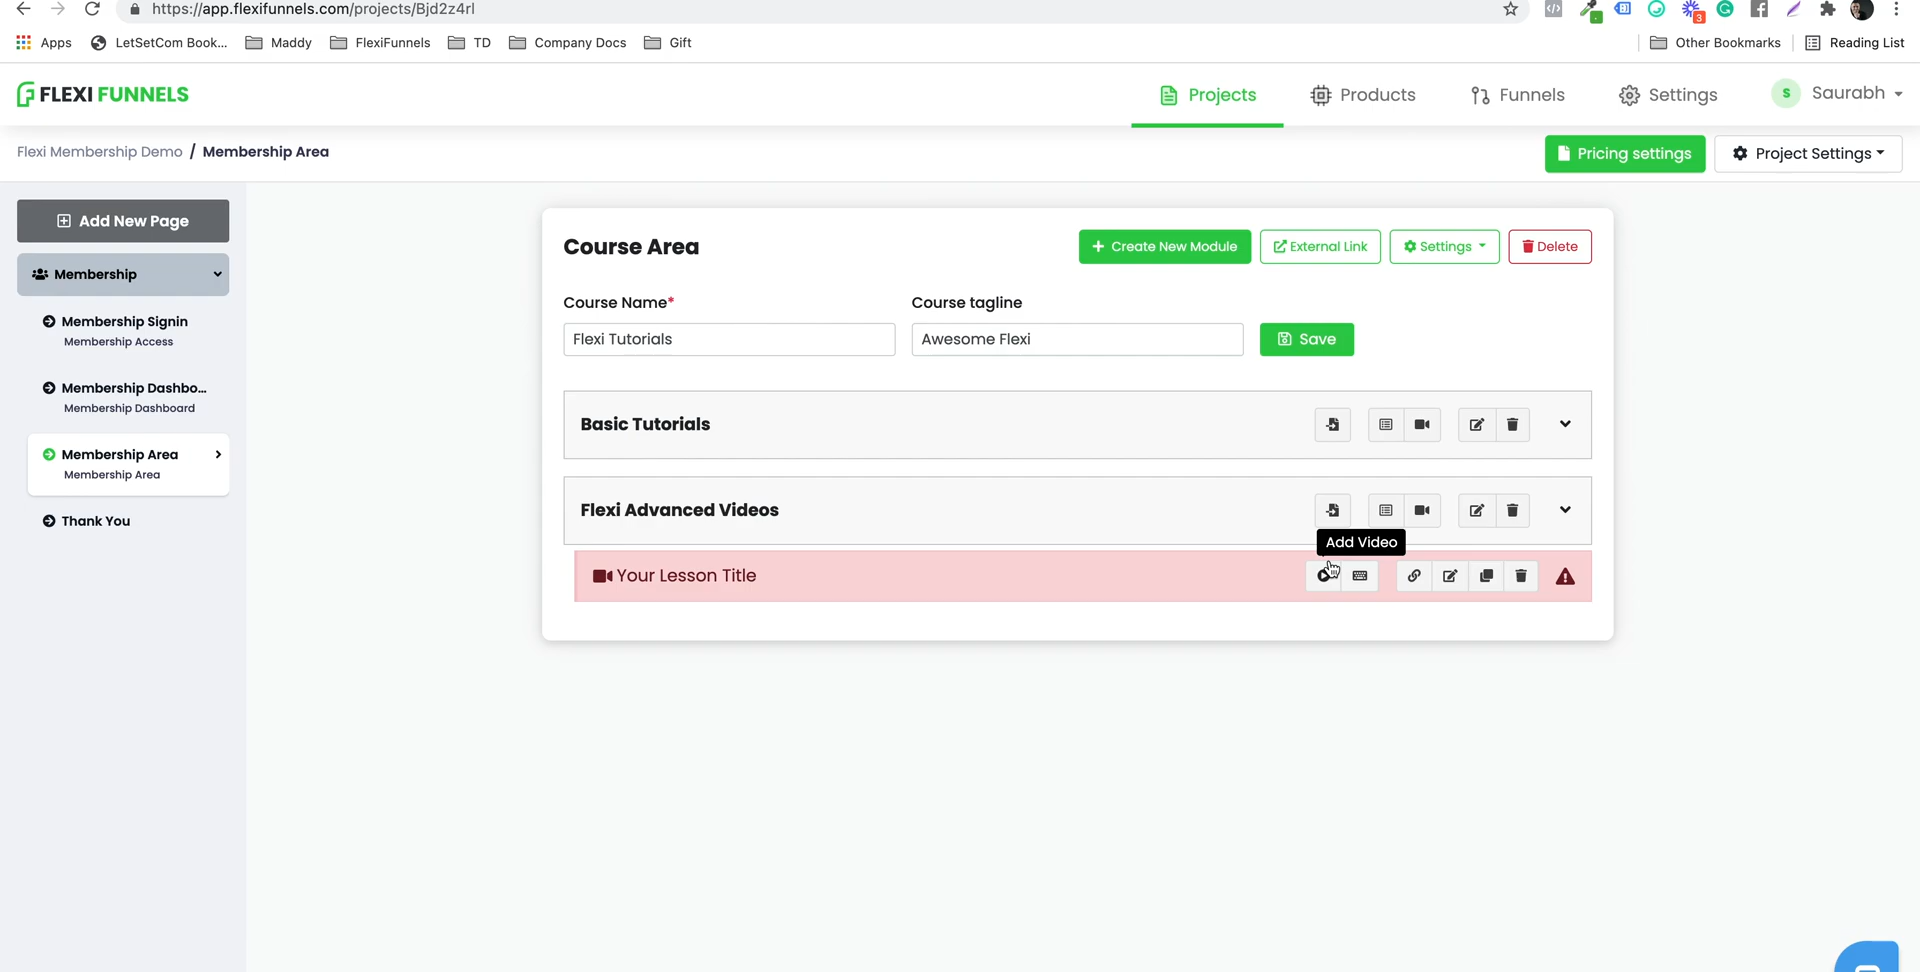 https://app.flexifunnels.com/projects/Bjd2z4rl
3
Apps
LetSetCom Book...
Maddy
FlexiFunnels
TD
Company Docs
Gift
Other Bookmarks
Reading List
FLEXI FUNNELS
Projects
Products
Funnels
Settings
S
Saurabh
Flexi Membership Demo / Membership Area
Pricing settings
Project Settings
Add New Page
Membership
Membership Signin
Membership Access
Membership Dashbo...
Membership Dashboard
Membership Area
Membership Area
Thank You
Course Area
Create New Module
External Link
Settings
Delete
Course Name*
Course tagline
Flexi Tutorials
Awesome Flexi
Save
Basic Tutorials
Flexi Advanced Videos
Add Video
Your Lesson Title